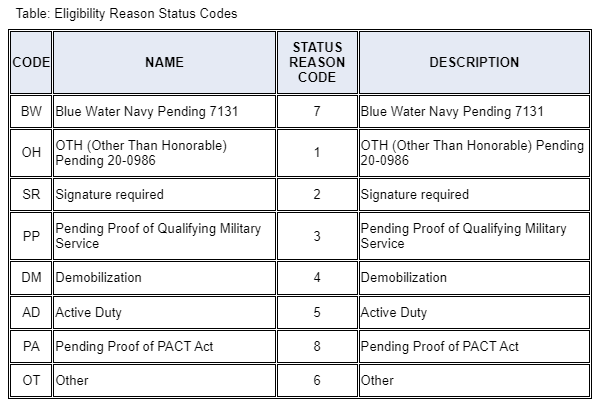 Table: Eligibility Reason Status Codes
CODE NAME STATUS REASON CODE DESCRIPTION
BW Blue Water Navy Pending 7131 7 Blue Water Navy Pending 7131
OH OTH (Other Than Honorable) Pending 20-0986 1 OTH (Other Than Honorable) Pending 20-0986
SR Signature required 2 Signature required
PP Pending Proof of Qualifying Military Service 3 Pending Proof of Qualifying Military Service
DM Demobilization 4 Demobilization
AD Active Duty 5 Active Duty
PA Pending Proof of PACT Act 8 Pending Proof of PACT Act
OT Other 6 Other